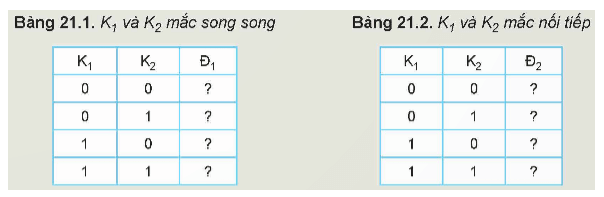 Bảng 21.1. K₁ và K₂ mắc song song
K₁ K₂ Đ₁
0 0 ?
0 1 ?
1 0 ?
1 1 ?
Bảng 21.2. K₁ và K₂ mắc nối tiếp
K₁ K₂ Đ₂
0 0 ?
0 1 ?
1 0 ?
1 1 ?